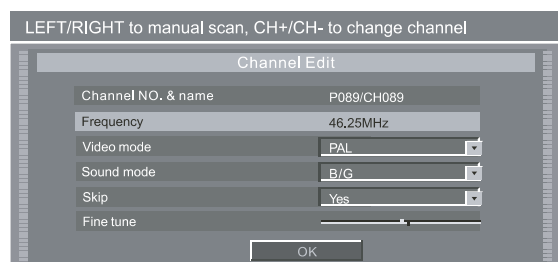 LEFT/RIGHT to manual scan, CH+/CH- to change channel
Channel Edit
Channel NO. & name P089/CH089
Frequency 46.25MHz
Video mode PAL
Sound mode B/G
Skip Yes
Fine tune
OK